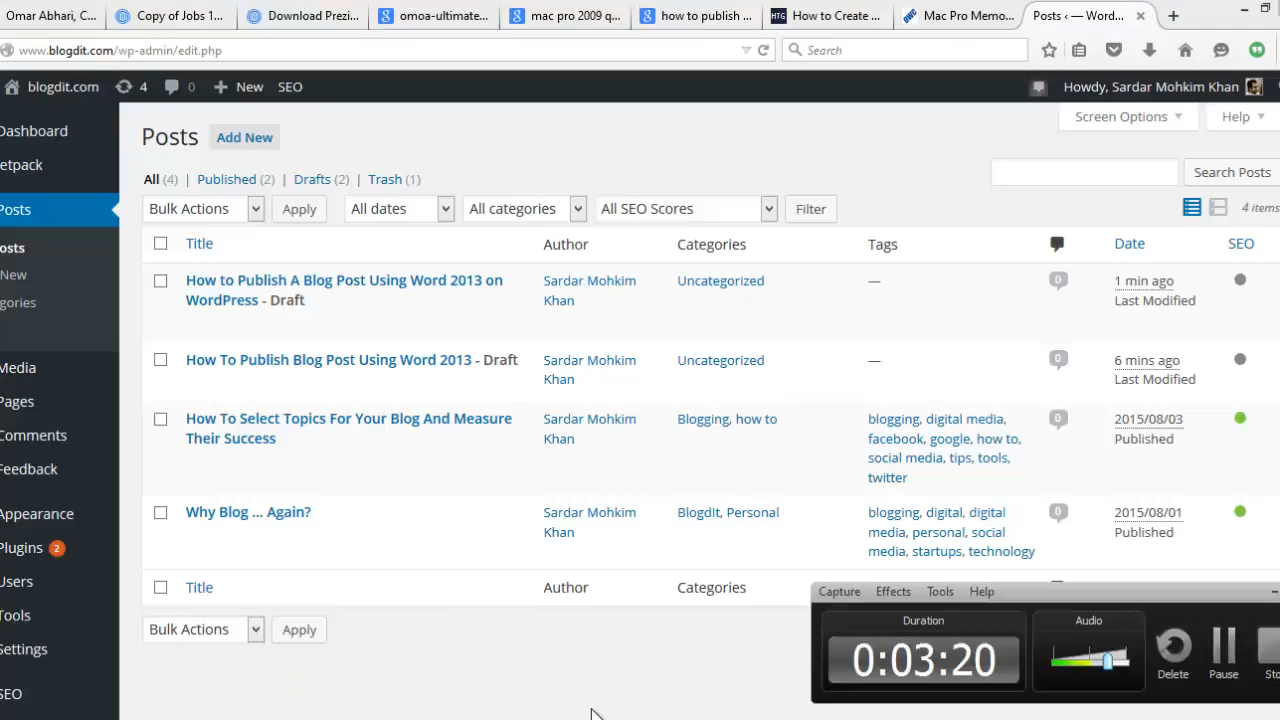 Omar Abhari, C...
Copy of Jobs 1...
Download Prezi...
omoa-ultimate...
mac pro 2009 q...
how to publish ...
HTG How to Create ...
Mac Pro Memo...
Posts ‹ — Word...
www.blogdit.com/wp-admin/edit.php
Search
blogdit.com
4
0
New
SEO
Howdy, Sardar Mohkim Khan
Dashboard
etpack
Posts
osts
New
egories
Media
Pages
Comments
Feedback
Appearance
Plugins 2
Users
Tools
Settings
SEO
Screen Options
Help
Posts
Add New
All (4) | Published (2) | Drafts (2) | Trash (1)
Search Posts
Bulk Actions
Apply
All dates
All categories
All SEO Scores
Filter
4 items
Title
Author
Categories
Tags
Date
SEO
How to Publish A Blog Post Using Word 2013 on
WordPress - Draft
Sardar Mohkim
Khan
Uncategorized
—
0
1 min ago
Last Modified
How To Publish Blog Post Using Word 2013 - Draft
Sardar Mohkim
Khan
Uncategorized
—
0
6 mins ago
Last Modified
How To Select Topics For Your Blog And Measure
Their Success
Sardar Mohkim
Khan
Blogging, how to
blogging, digital media,
facebook, google, how to,
social media, tips, tools,
twitter
0
2015/08/03
Published
Why Blog ... Again?
Sardar Mohkim
Khan
BlogdIt, Personal
blogging, digital, digital
media, personal, social
media, startups, technology
0
2015/08/01
Published
Title
Author
Categories
Bulk Actions
Apply
Capture
Effects
Tools
Help
Duration
0:03:20
Audio
Delete
Pause
Sto